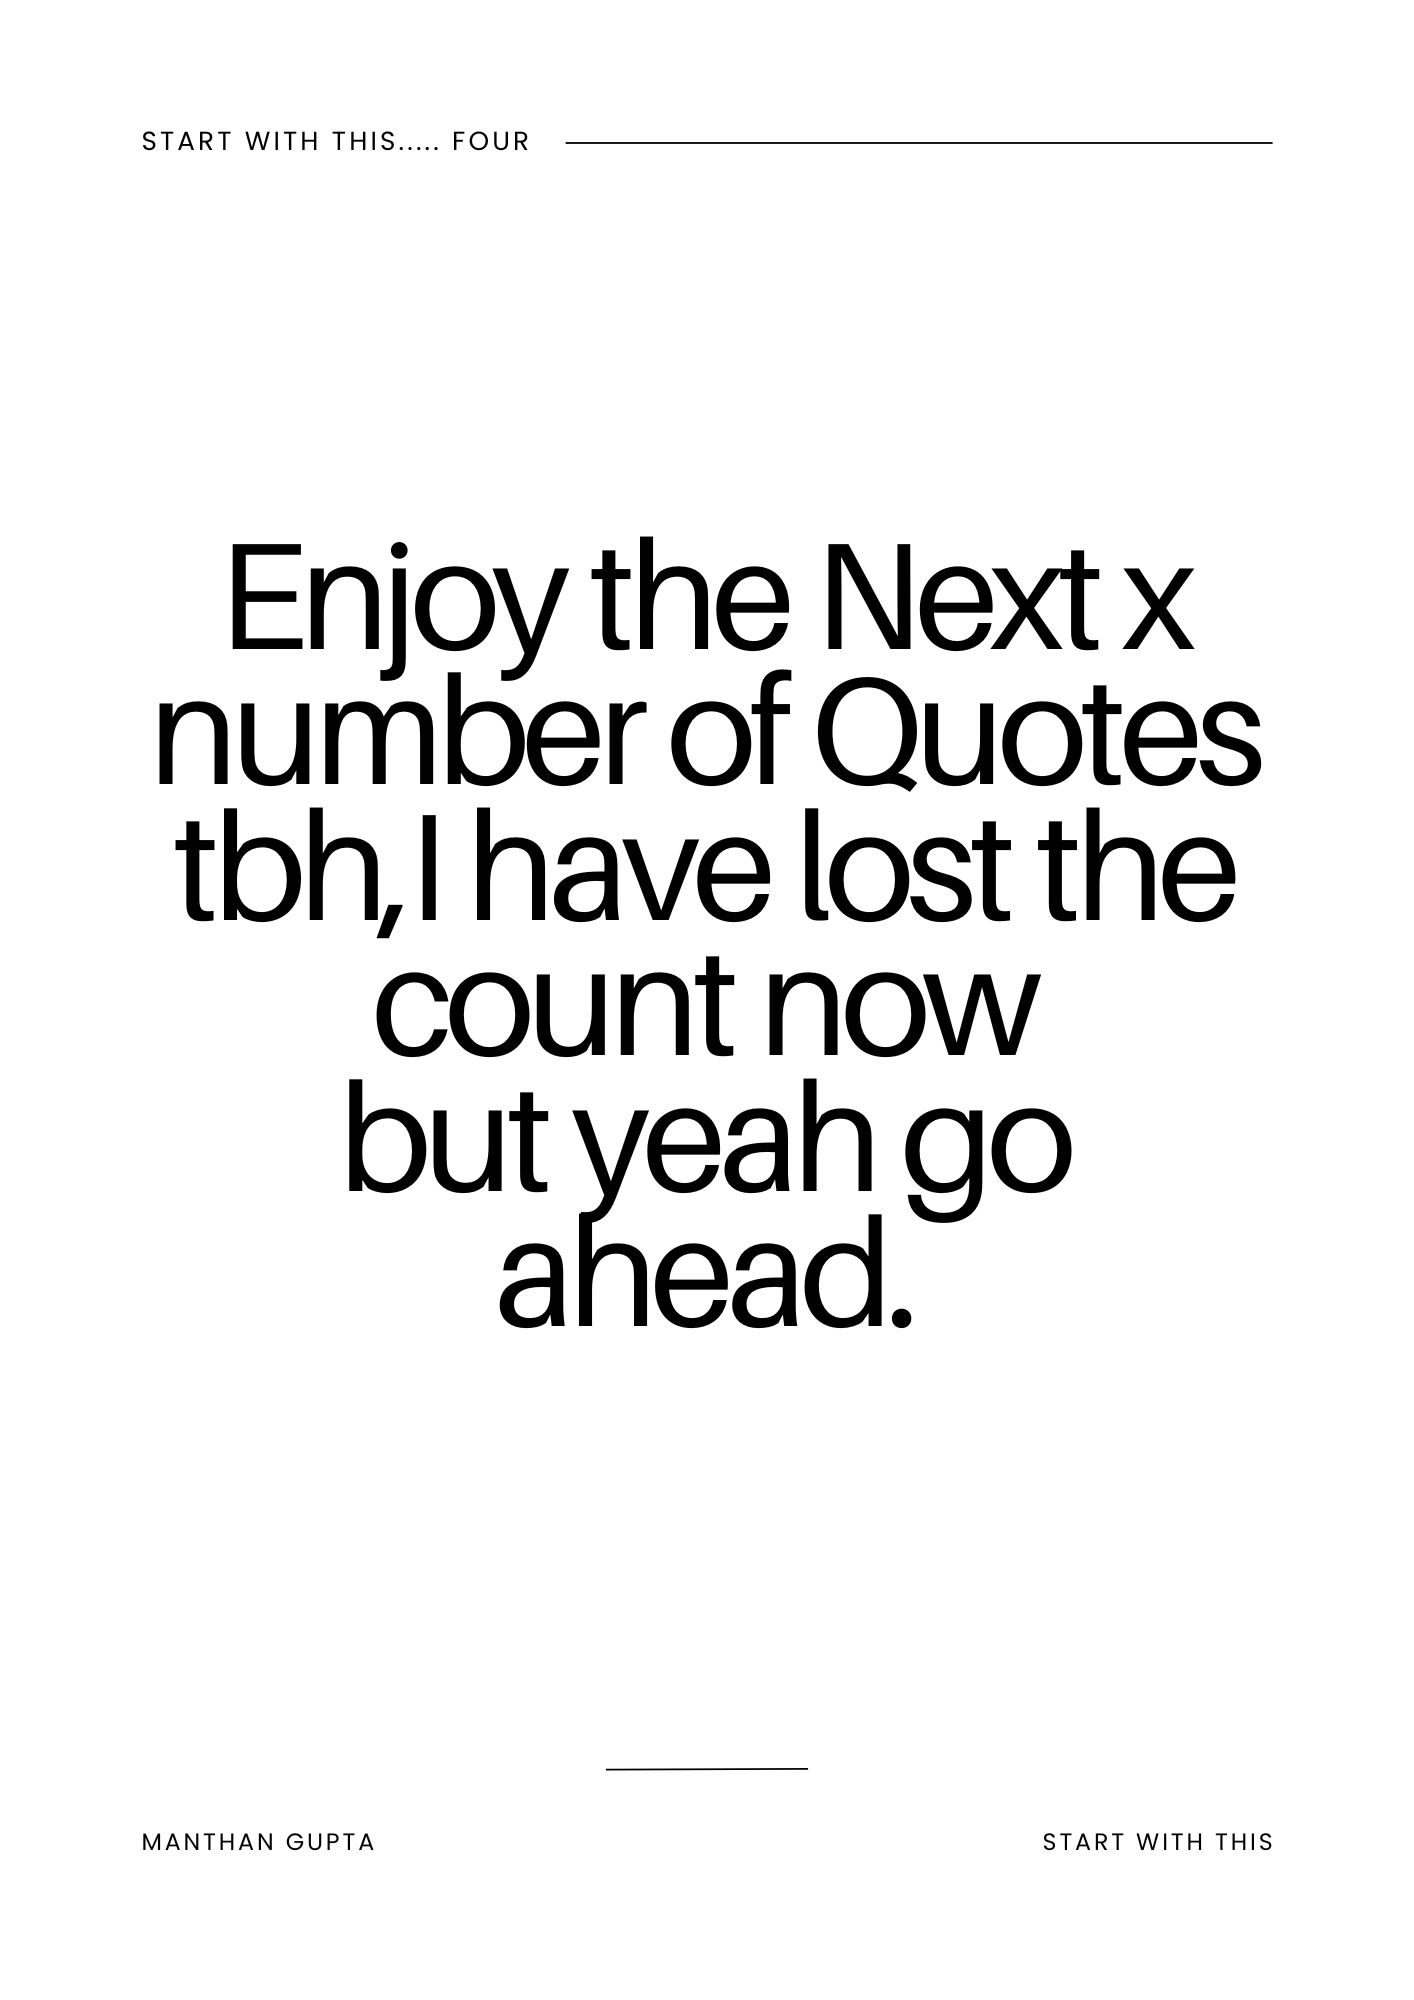 START WITH THIS..... FOUR
Enjoy the Next x
number of Quotes
tbh,I have lost the
count now
but yeah go
ahead.
MANTHAN GUPTA
START WITH THIS